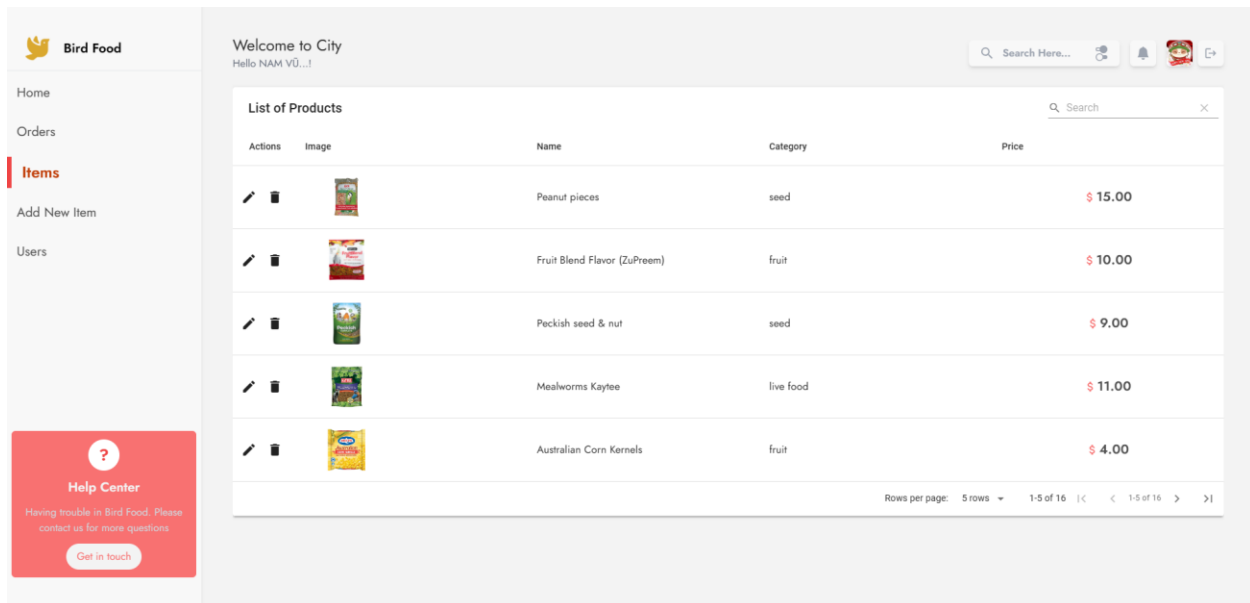 Bird Food
Home
Orders
Items
Add New Item
Users
?
Help Center
Having trouble in Bird Food. Please
contact us for more questions
Get in touch
Welcome to City
Hello NAM VŨ...!
Search Here...
List of Products
Search
Actions Image Name Category Price
Peanut pieces seed $ 15.00
Fruit Blend Flavor (ZuPreem) fruit $ 10.00
Peckish seed & nut seed $ 9.00
Mealworms Kaytee live food $ 11.00
Australian Corn Kernels fruit $ 4.00
Rows per page: 5 rows 1-5 of 16 1-5 of 16